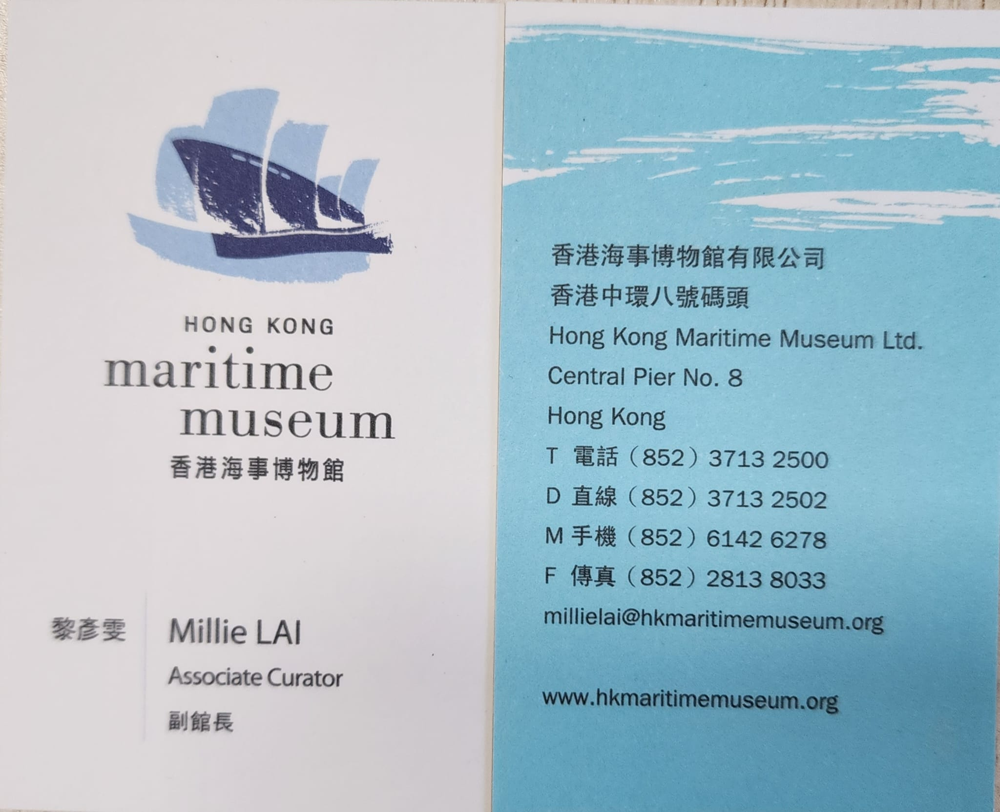 HONG KONG
maritime
museum
香港海事博物館
黎彥雯
Millie LAI
Associate Curator
副館長
香港海事博物館有限公司
香港中環八號碼頭
Hong Kong Maritime Museum Ltd.
Central Pier No. 8
Hong Kong
T 電話（852）3713 2500
D 直線（852）3713 2502
M 手機（852）6142 6278
F 傳真（852）2813 8033
millielai@hkmaritimemuseum.org
www.hkmaritimemuseum.org